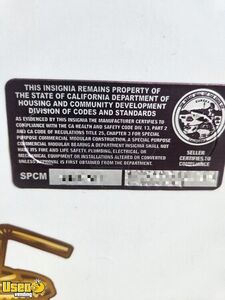 THIS INSIGNIA REMAINS PROPERTY OF
THE STATE OF CALIFORNIA DEPARTMENT OF
HOUSING AND COMMUNITY DEVELOPMENT
DIVISION OF CODES AND STANDARDS
AS EVIDENCED BY THIS INSIGNIA THE MANUFACTURER CERTIFIES TO
COMPLIANCE WITH THE CA HEALTH AND SAFETY CODE DIV. 13, PART 2
AND CA CODE OF REGULATIONS TITLE 25, CHAPTER 3 FOR SPECIAL
PURPOSE COMMERCIAL MODULAR CONSTRUCTION. A SPECIAL PURPOSE
COMMERCIAL MODULAR BEARING A DEPARTMENT INSIGNIA SHALL NOT
HAVE ITS FIRE AND LIFE SAFETY, PLUMBING, ELECTRICAL, OR
MECHANICAL EQUIPMENT OR INSTALLATIONS ALTERED OR CONVERTED
UNLESS APPROVAL IS FIRST OBTAINED FROM THE DEPARTMENT.
SELLER
CERTIFIES TO
COMPLIANCE
SPCM
Used
vending